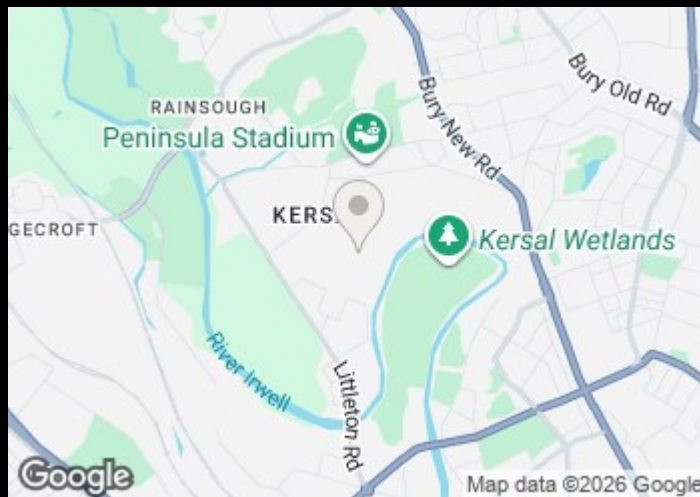 Bury Old Rd
RAINSOUGH
Peninsula Stadium
Bury New Rd
KERSA
GECROFT
Kersal Wetlands
River Irwell
Littleton Rd
Google
Map data ©2026 Google